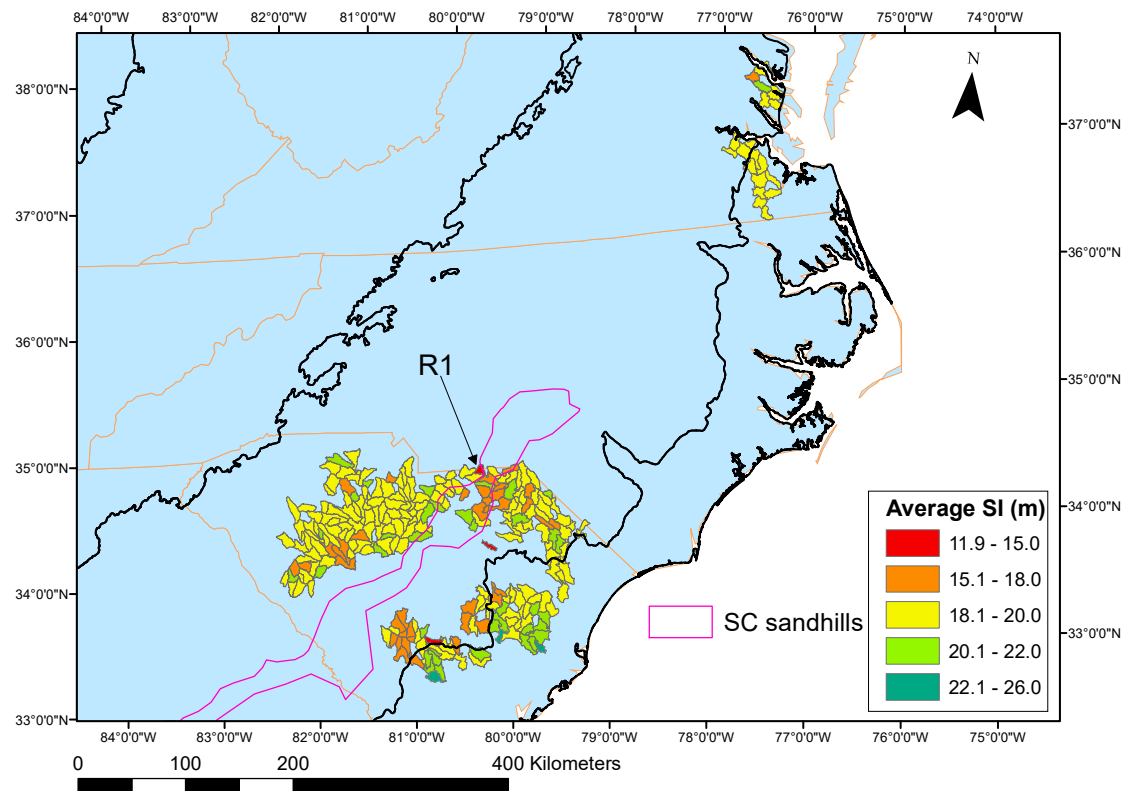 84°0'0"W 83°0'0"W 82°0'0"W 81°0'0"W 80°0'0"W 79°0'0"W 78°0'0"W 77°0'0"W 76°0'0"W 75°0'0"W 74°0'0"W
N
38°0'0"N
37°0'0"N
37°0'0"N
36°0'0"N
36°0'0"N
R1
35°0'0"N
35°0'0"N
34°0'0"N
34°0'0"N
33°0'0"N
33°0'0"N
Average SI (m)
11.9 - 15.0
15.1 - 18.0
18.1 - 20.0
20.1 - 22.0
22.1 - 26.0
SC sandhills
84°0'0"W 83°0'0"W 82°0'0"W 81°0'0"W 80°0'0"W 79°0'0"W 78°0'0"W 77°0'0"W 76°0'0"W 75°0'0"W
0 100 200 400 Kilometers